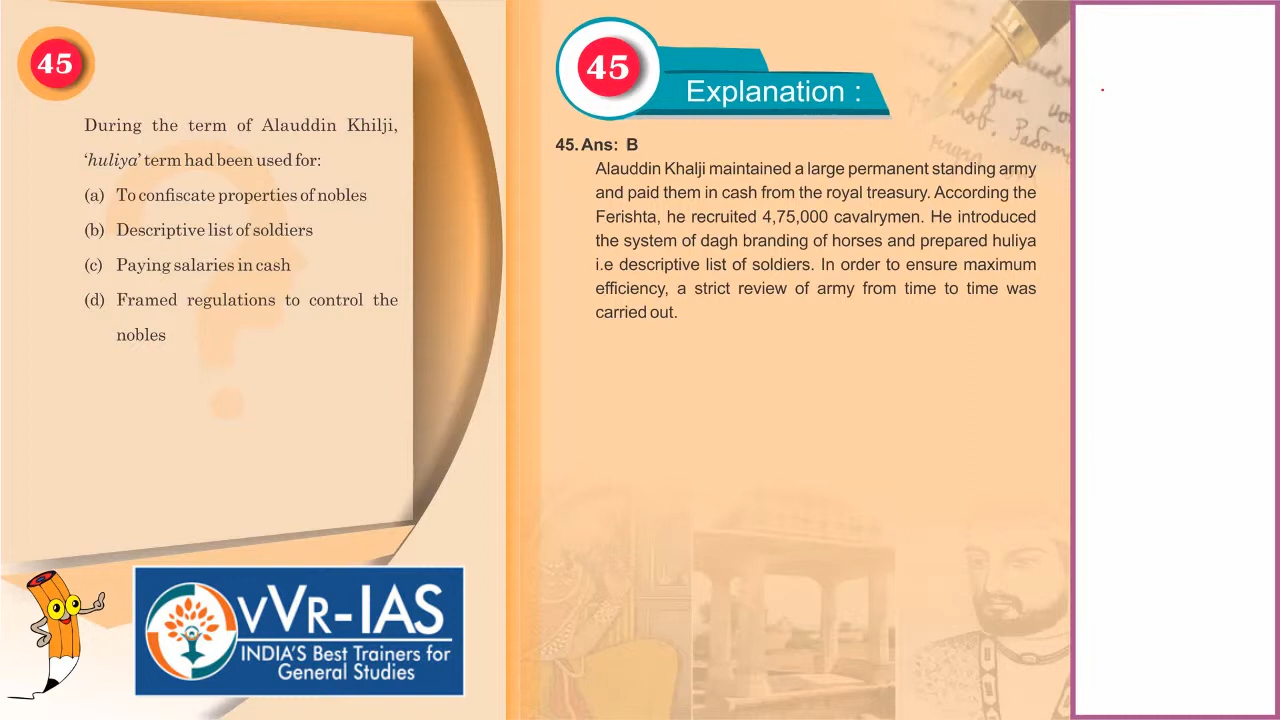 45
During the term of Alauddin Khilji,
‘huliya’ term had been used for:
(a) To confiscate properties of nobles
(b) Descriptive list of soldiers
(c) Paying salaries in cash
(d) Framed regulations to control the
nobles
vVr-IAS
INDIA'S Best Trainers for
General Studies
45
Explanation :
45. Ans: B
Alauddin Khalji maintained a large permanent standing army
and paid them in cash from the royal treasury. According the
Ferishta, he recruited 4,75,000 cavalrymen. He introduced
the system of dagh branding of horses and prepared huliya
i.e descriptive list of soldiers. In order to ensure maximum
efficiency, a strict review of army from time to time was
carried out.